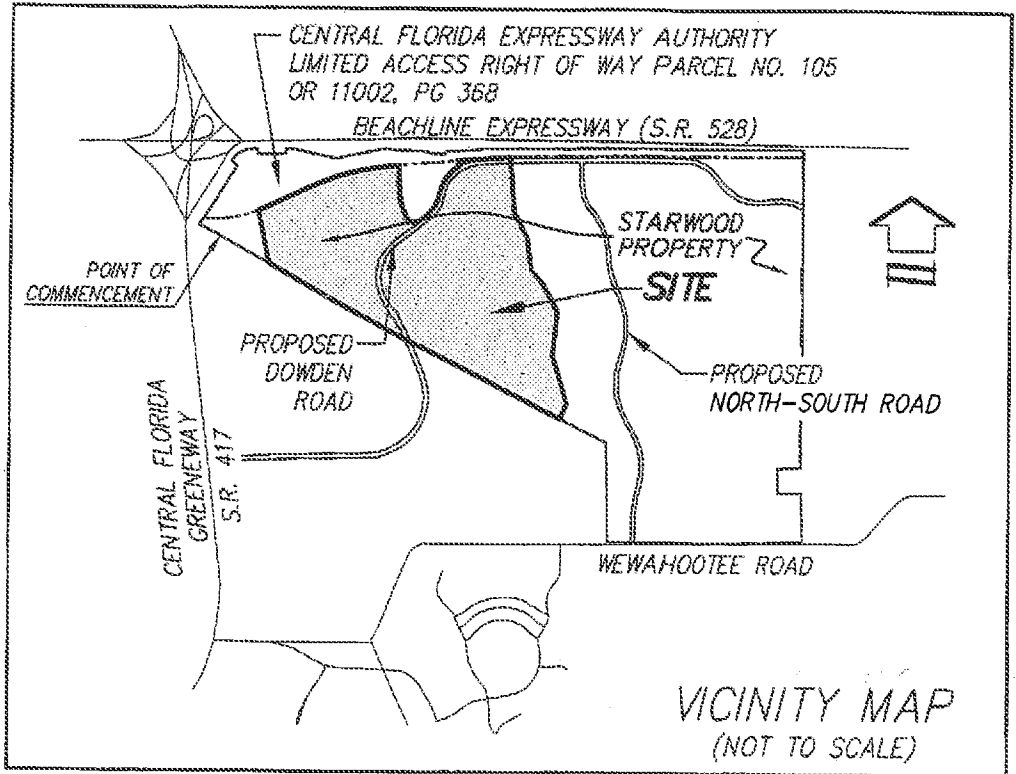 CENTRAL FLORIDA EXPRESSWAY AUTHORITY
LIMITED ACCESS RIGHT OF WAY PARCEL NO. 105
OR 11002, PG 368
BEACHLINE EXPRESSWAY (S.R. 528)
STARWOOD
PROPERTY
SITE
POINT OF
COMMENCEMENT
PROPOSED
DOWDEN
ROAD
PROPOSED
NORTH-SOUTH ROAD
CENTRAL FLORIDA
GREENEWAY
S.R. 417
WEWAHOOTEE ROAD
VICINITY MAP
(NOT TO SCALE)